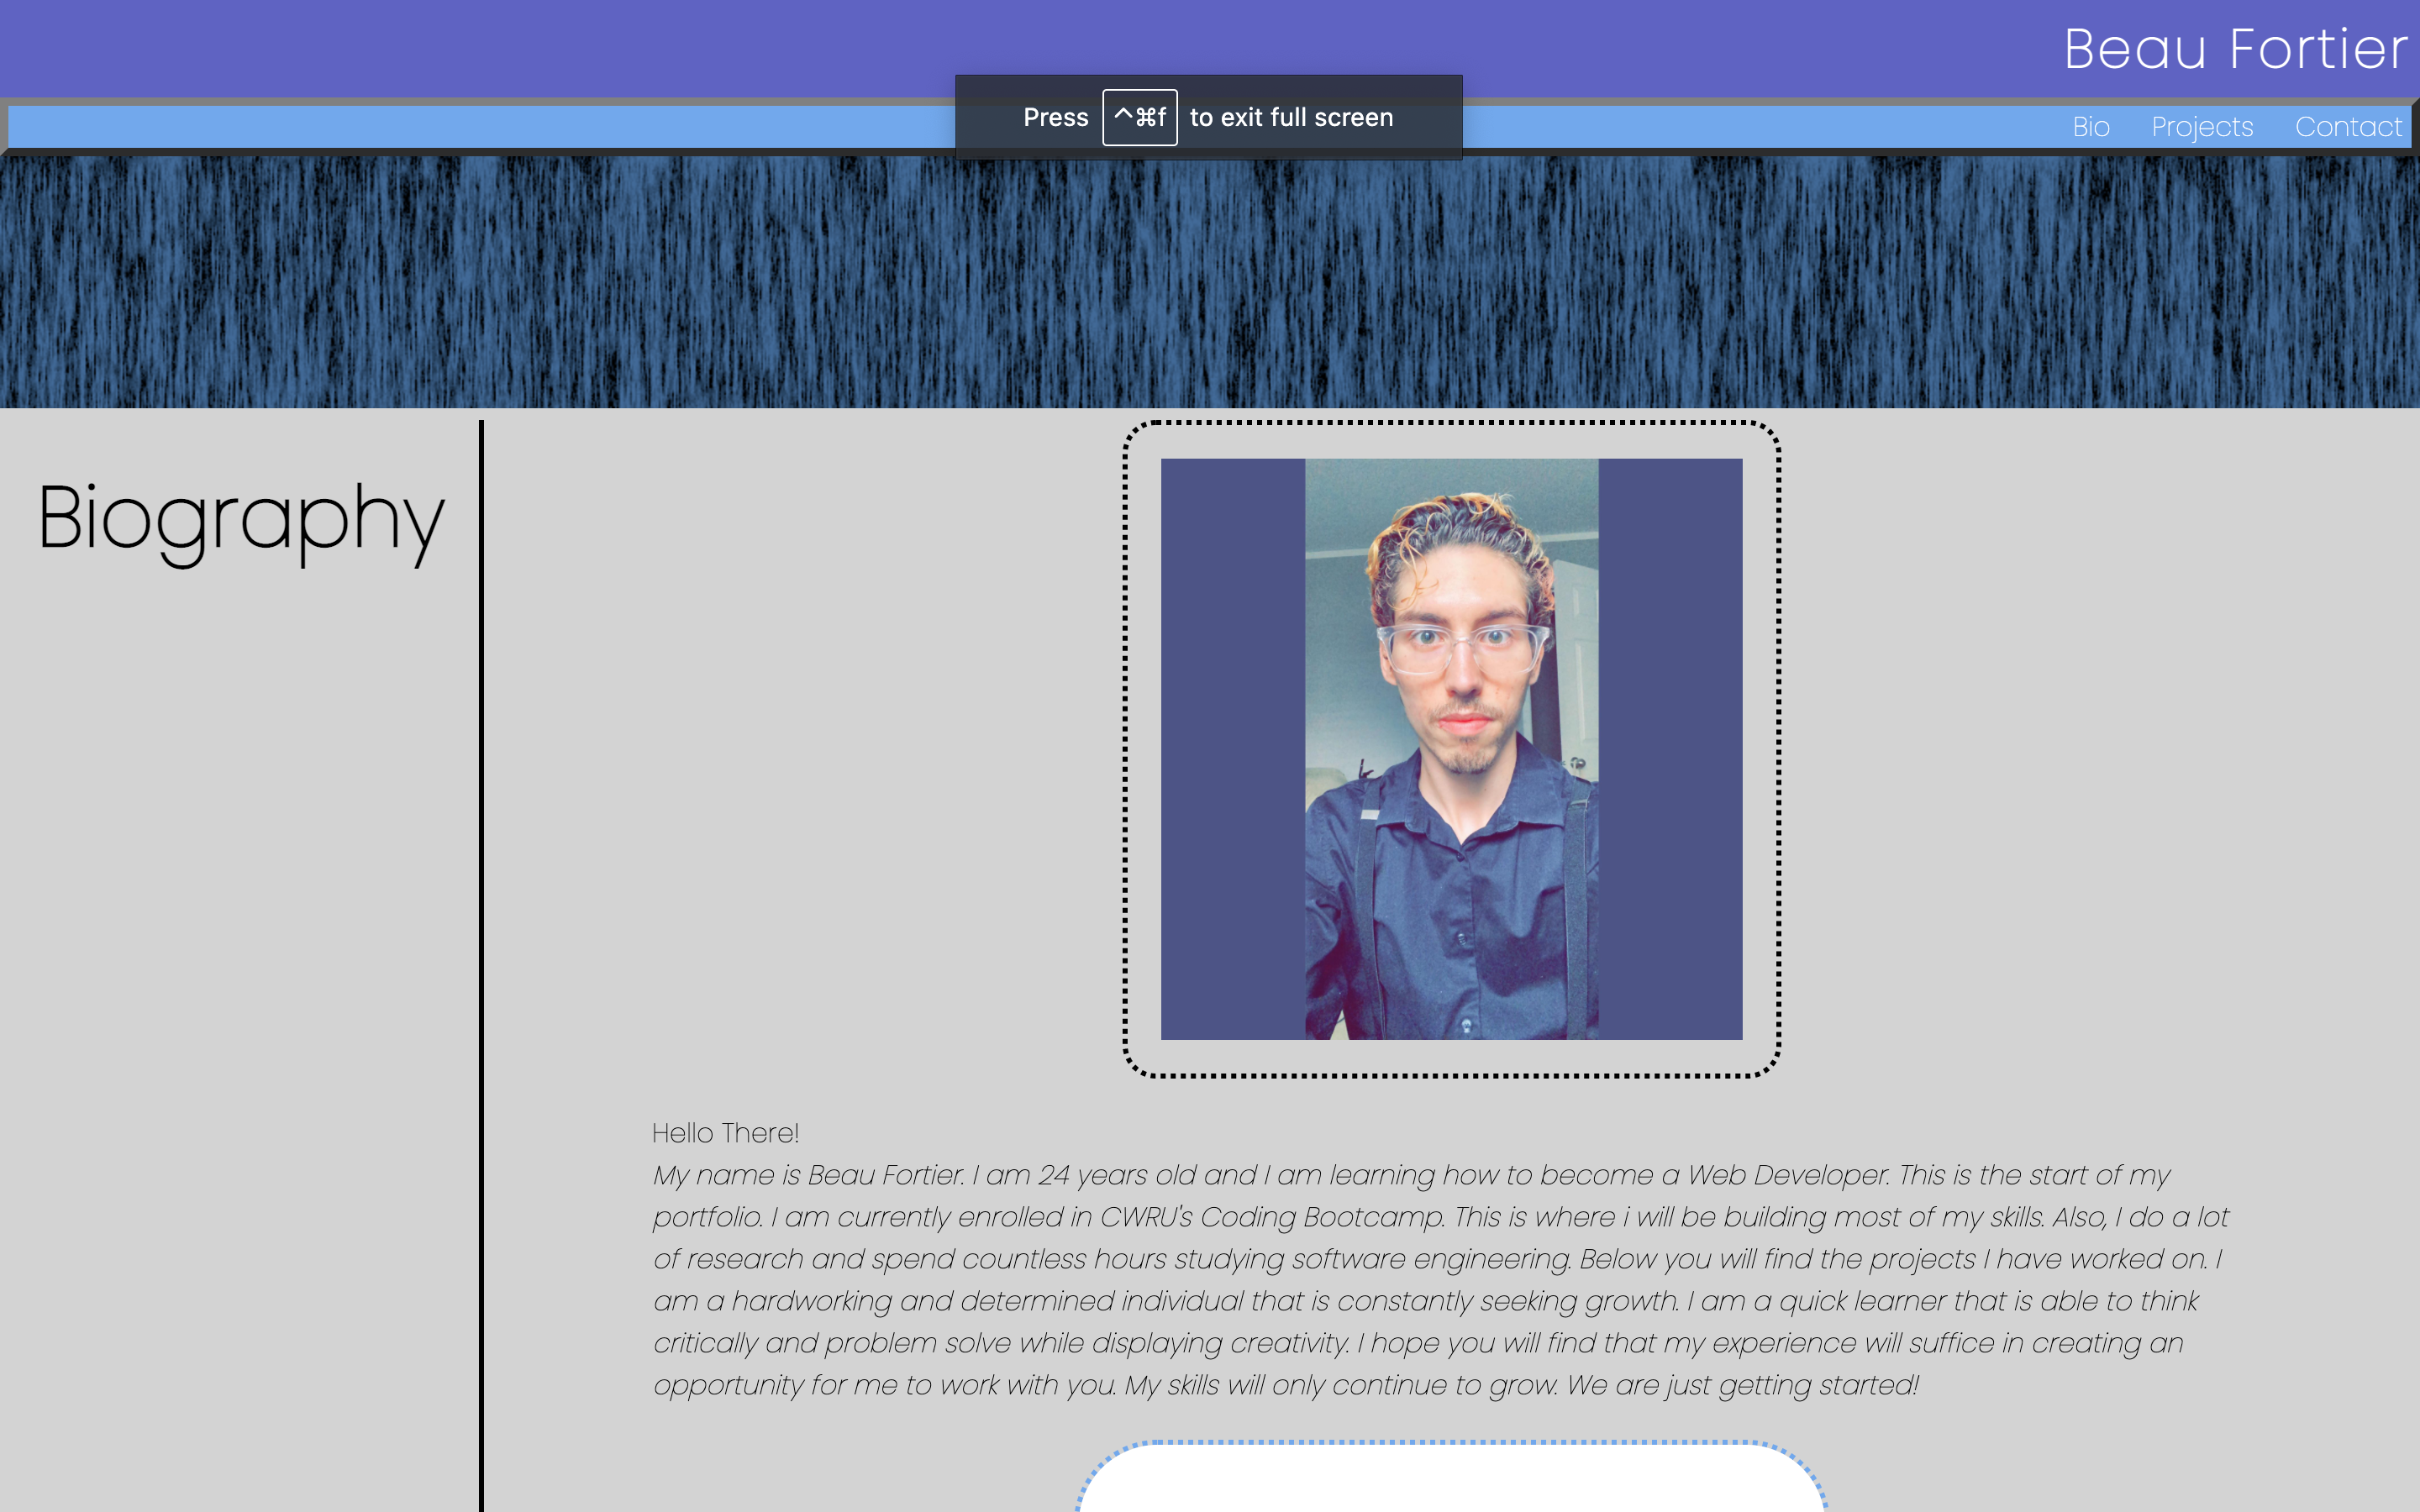 Beau Fortier
Press ^⌘f to exit full screen
Bio Projects Contact
Biography
Hello There!
My name is Beau Fortier. I am 24 years old and I am learning how to become a Web Developer. This is the start of my
portfolio. I am currently enrolled in CWRU's Coding Bootcamp. This is where i will be building most of my skills. Also, I do a lot
of research and spend countless hours studying software engineering. Below you will find the projects I have worked on. I
am a hardworking and determined individual that is constantly seeking growth. I am a quick learner that is able to think
critically and problem solve while displaying creativity. I hope you will find that my experience will suffice in creating an
opportunity for me to work with you. My skills will only continue to grow. We are just getting started!